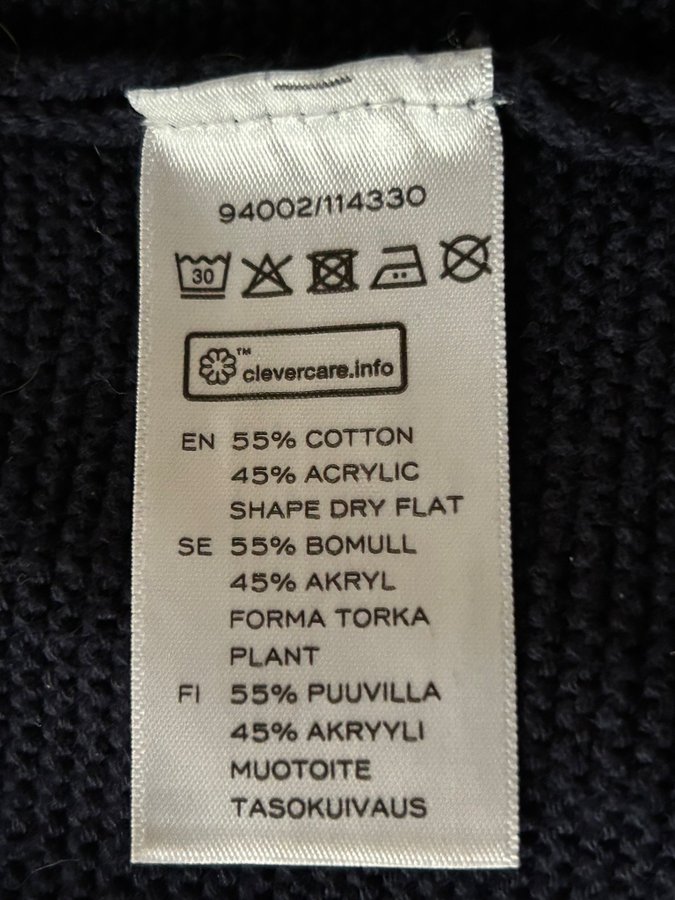 94002/114330
30
™
clevercare.info
EN 55% COTTON
45% ACRYLIC
SHAPE DRY FLAT
SE 55% BOMULL
45% AKRYL
FORMA TORKA
PLANT
FI 55% PUUVILLA
45% AKRYYLI
MUOTOITE
TASOKUIVAUS